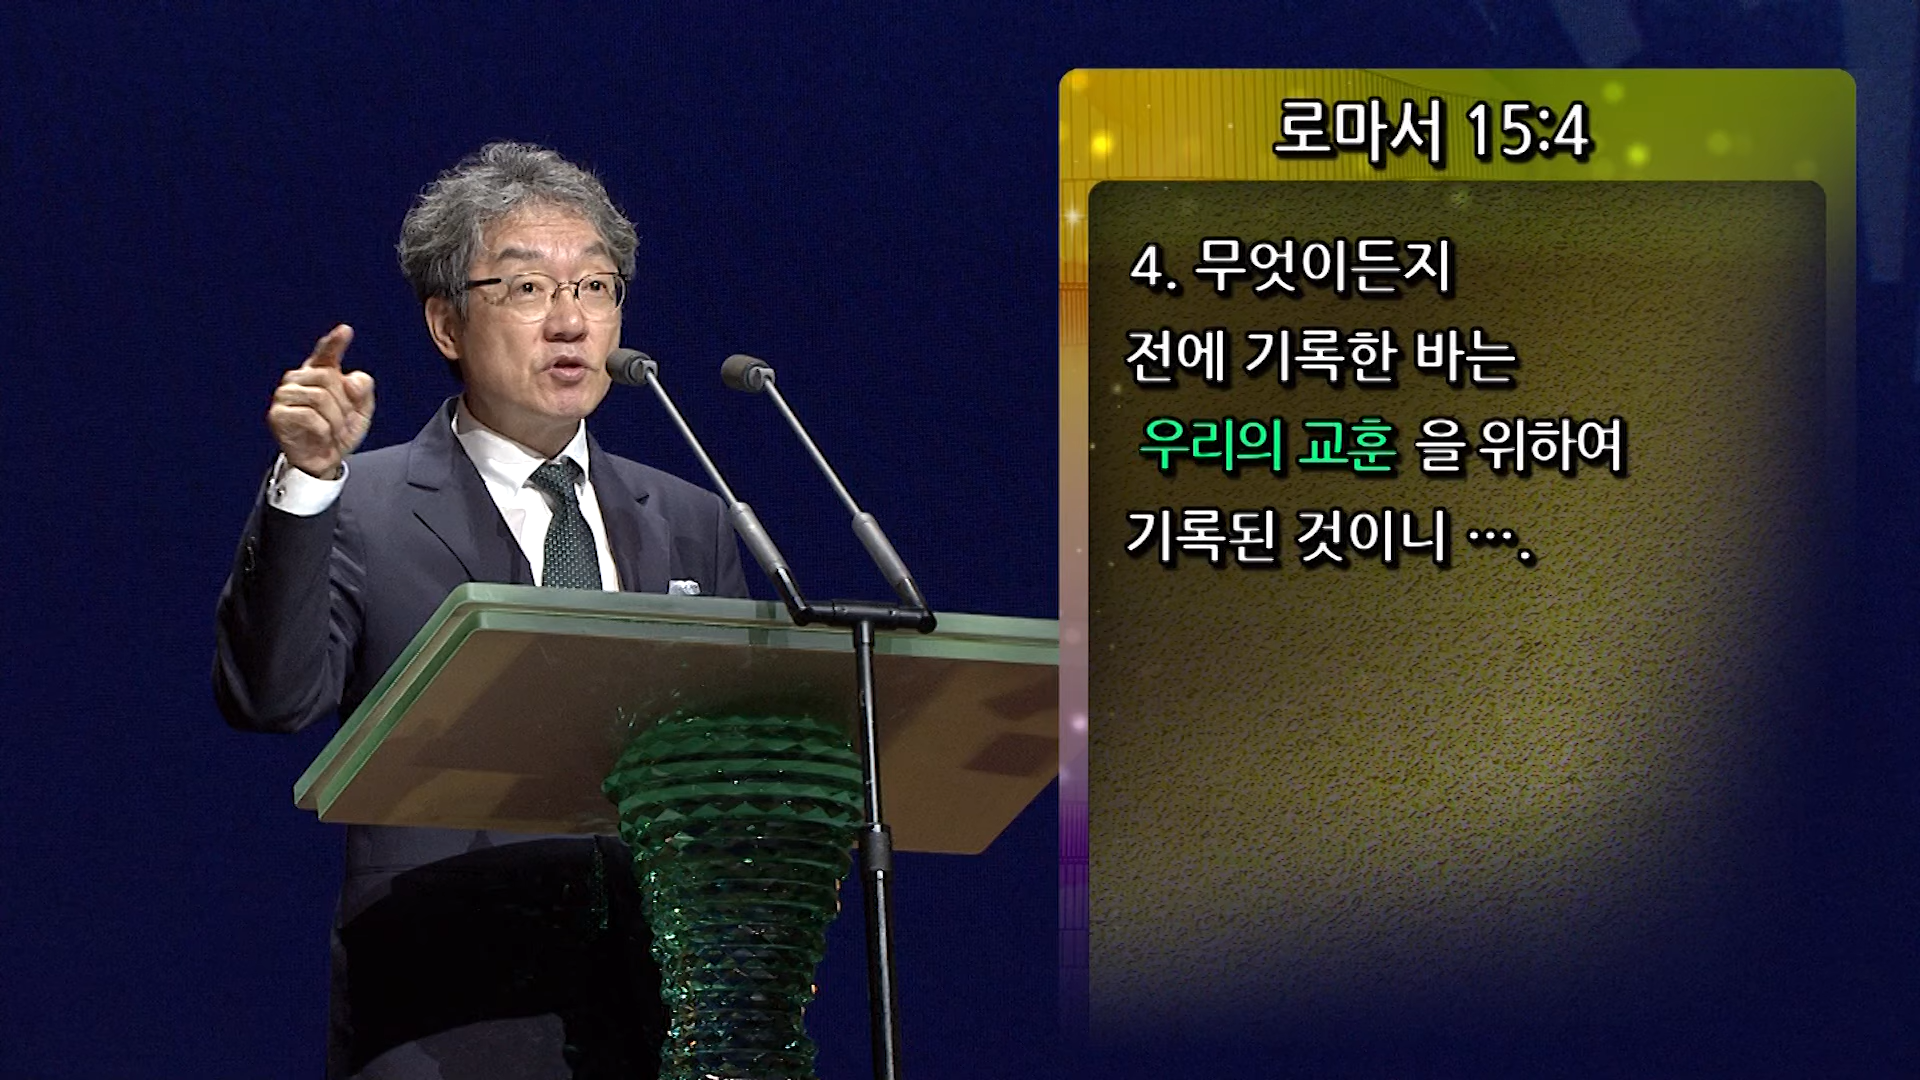 로마서 15:4
4. 무엇이든지
전에 기록한 바는
우리의 교훈 을 위하여
기록된 것이니 ….